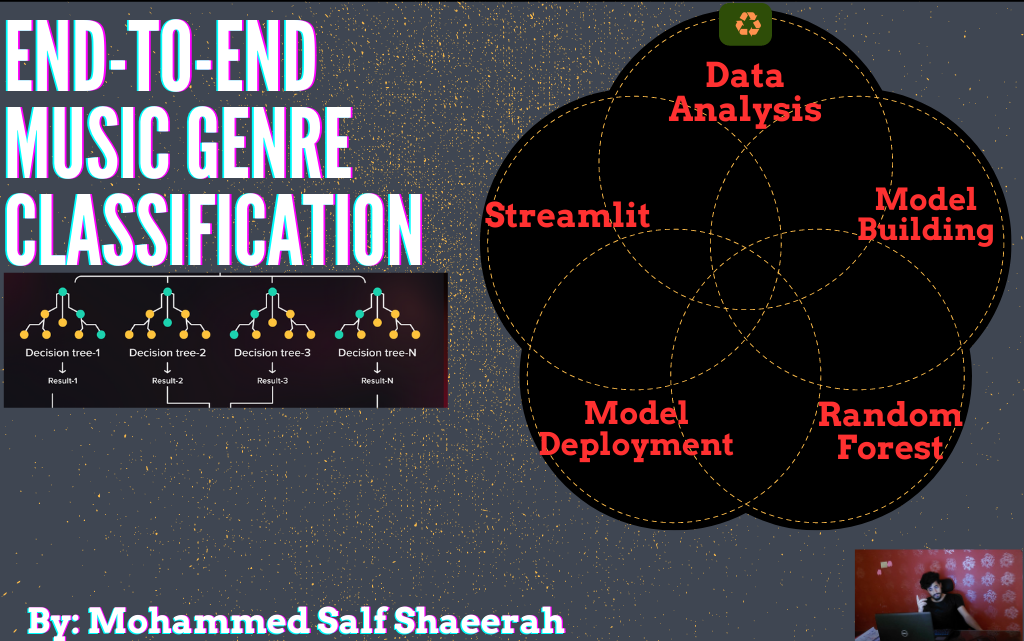 END-TO-END
MUSIC GENRE
CLASSIFICATION
Decision tree-1 Decision tree-2 Decision tree-3 Decision tree-N
Result-1 Result-2 Result-3 Result-N
Data
Analysis
Streamlit
Model
Building
Model
Deployment
Random
Forest
By: Mohammed Salf Shaeerah